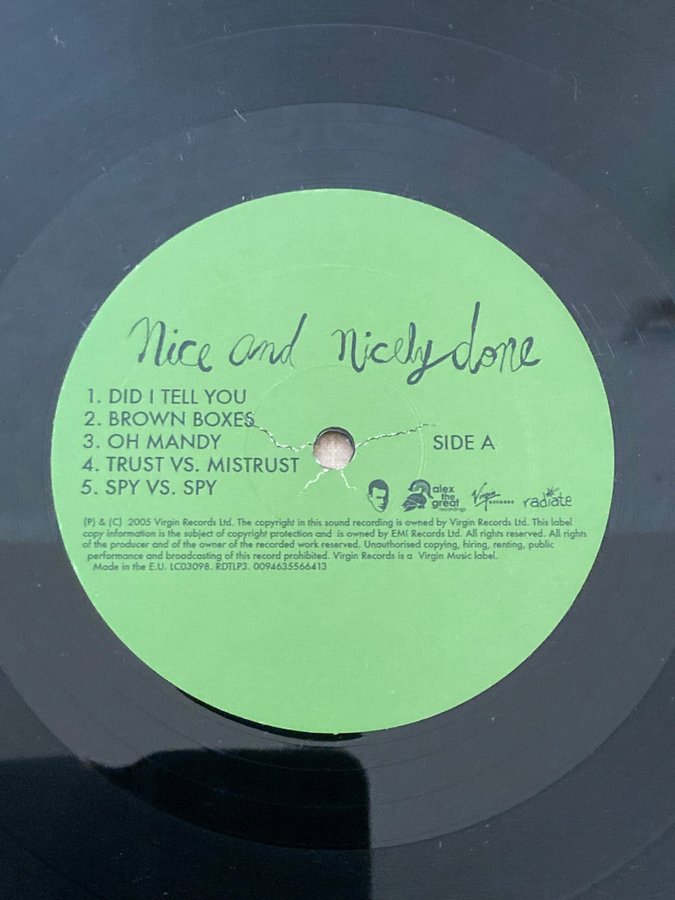 Nice and Nicely done
1. DID I TELL YOU
2. BROWN BOXES
3. OH MANDY
4. TRUST VS. MISTRUST
5. SPY VS. SPY
SIDE A
alex
the
great
recordings
Virgin
RECORDS
radiate
(P) & (C) 2005 Virgin Records Ltd. The copyright in this sound recording is owned by Virgin Records Ltd. This label
copy information is the subject of copyright protection and is owned by EMI Records Ltd. All rights reserved. All rights
of the producer and of the owner of the recorded work reserved. Unauthorised copying, hiring, renting, public
performance and broadcasting of this record prohibited. Virgin Records is a Virgin Music label.
Made in the E.U. LC03098. RDTLP3. 0094635566413